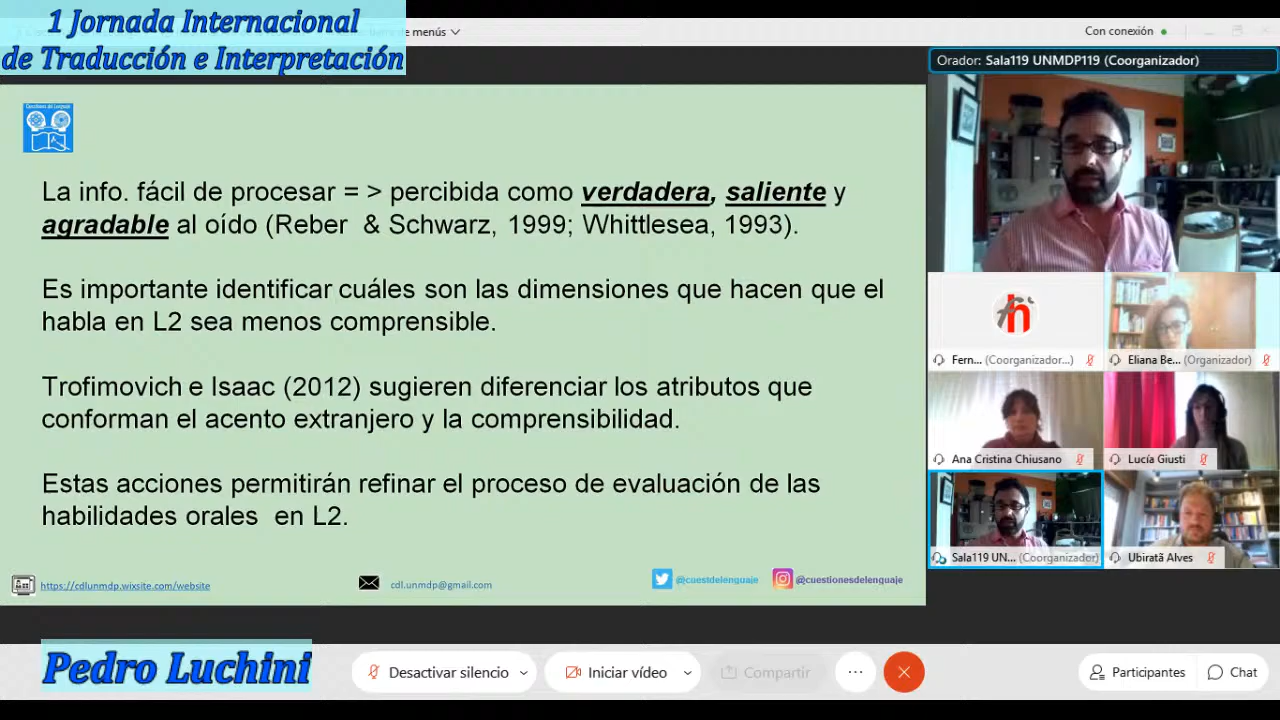 1 Jornada Internacional
de Traducción e Interpretación
de menús
Con conexión
Orador: Sala119 UNMDP119 (Coorganizador)
La info. fácil de procesar = > percibida como verdadera, saliente y
agradable al oído (Reber & Schwarz, 1999; Whittlesea, 1993).
Es importante identificar cuáles son las dimensiones que hacen que el
habla en L2 sea menos comprensible.
Trofimovich e Isaac (2012) sugieren diferenciar los atributos que
conforman el acento extranjero y la comprensibilidad.
Estas acciones permitirán refinar el proceso de evaluación de las
habilidades orales en L2.
https://cdlunmdp.wixsite.com/website
cdl.unmdp@gmail.com
@cuestdelenguaje
@cuestionesdelenguaje
Fern... (Coorganizador...)
Eliana Be... (Organizador)
Ana Cristina Chiusano
Lucía Giusti
Sala119 UN... (Coorganizador)
Ubiratã Alves
Pedro Luchini
Desactivar silencio
Iniciar vídeo
Compartir
Participantes
Chat